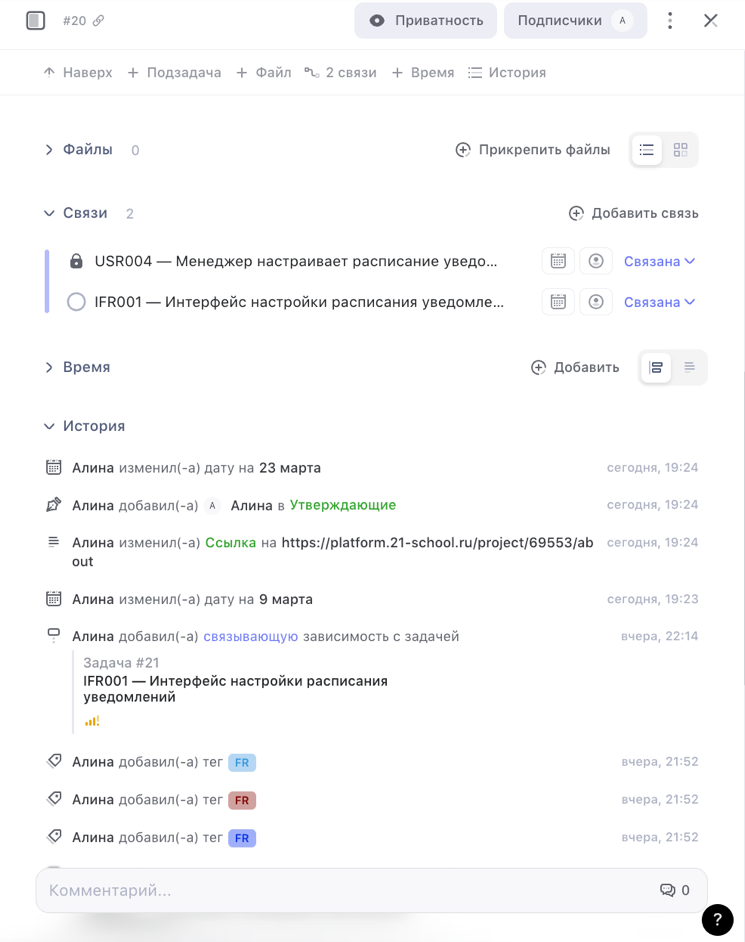 #20
Приватность
Подписчики
А
Наверх
Подзадача
Файл
2 связи
Время
История
Файлы 0
Прикрепить файлы
Связи 2
Добавить связь
USR004 — Менеджер настраивает расписание уведо...
Связана
IFR001 — Интерфейс настройки расписания уведомле...
Связана
Время
Добавить
История
Алина изменил(-а) дату на 23 марта
сегодня, 19:24
Алина добавил(-а) А Алина в Утверждающие
сегодня, 19:24
Алина изменил(-а) Ссылка на https://platform.21-school.ru/project/69553/ab
out
сегодня, 19:24
Алина изменил(-а) дату на 9 марта
сегодня, 19:23
Алина добавил(-а) связывающую зависимость с задачей
вчера, 22:14
Задача #21
IFR001 — Интерфейс настройки расписания
уведомлений
Алина добавил(-а) тег FR
вчера, 21:52
Алина добавил(-а) тег FR
вчера, 21:52
Алина добавил(-а) тег FR
вчера, 21:52
Комментарий...
0
?